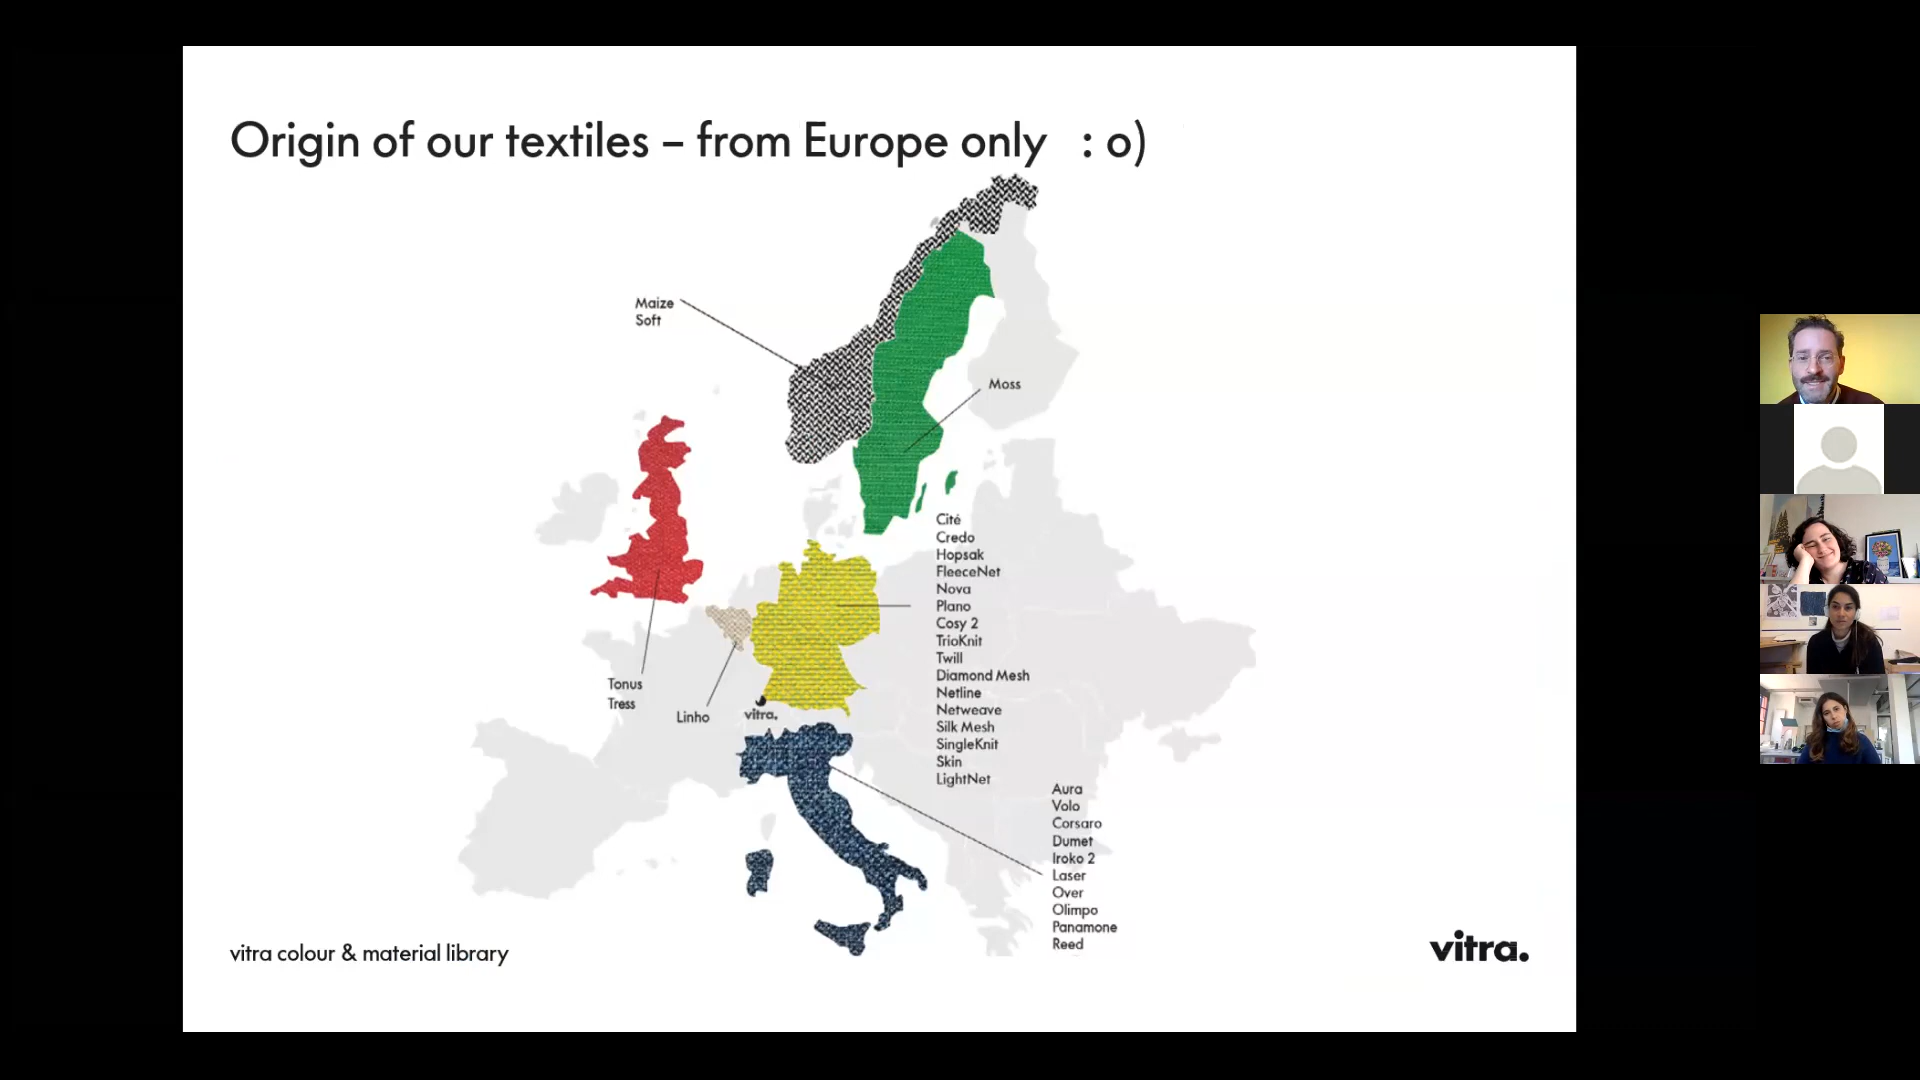 Origin of our textiles – from Europe only : o)
Maize
Soft
Moss
Cité
Credo
Hopsak
FleeceNet
Nova
Plano
Cosy 2
TrioKnit
Twill
Diamond Mesh
Netline
Netweave
Silk Mesh
SingleKnit
Skin
LightNet
Tonus
Tress
Linho
vitra.
Aura
Volo
Corsaro
Dumet
Iroko 2
Laser
Over
Olimpo
Panamone
Reed
vitra colour & material library
vitra.